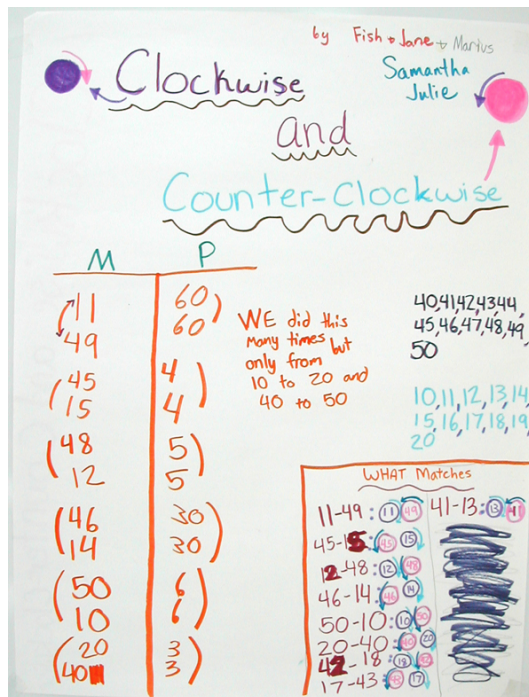 by Fish + Jane + Marius
Samantha
Julie
Clockwise
and
Counter-Clockwise
M P
11 60
49 60
45 4
15 4
48 5
12 5
46 30
14 30
50 6
10 6
20 3
40 3
WE did this
Many times but
only from
10 to 20 and
40 to 50
40,41,42,43,44,
45,46,47,48,49,
50
10,11,12,13,14
15,16,17,18,19,
20
WHAT Matches
11-49: 11 49
45-15: 45 15
12-48: 12 48
46-14: 46 14
50-10: 10 50
20-40: 40 20
42-18: 18 42
17-43: 43 17
41-13: 13 41